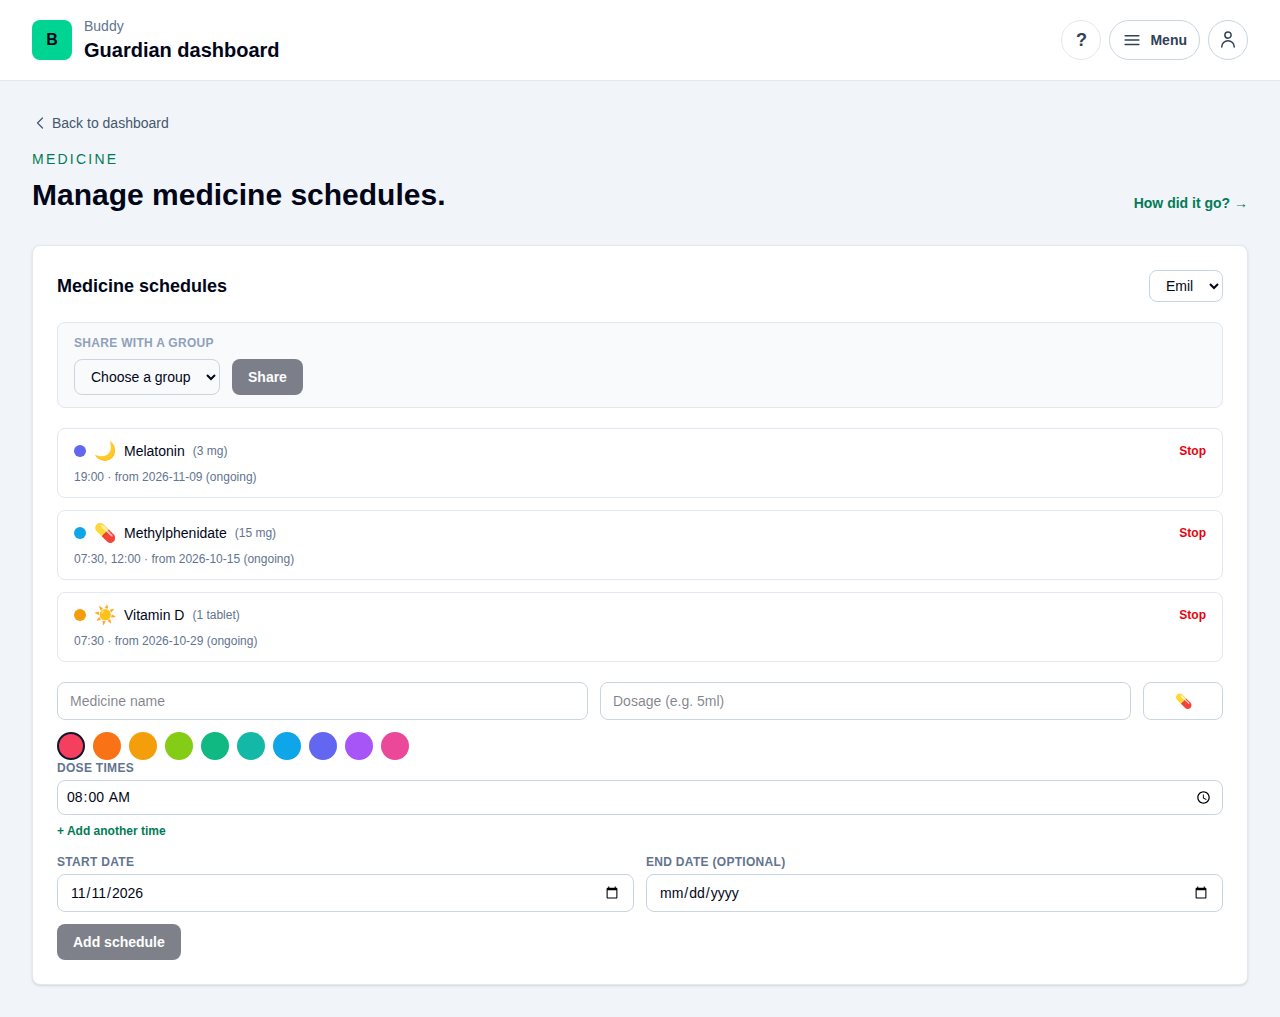 B
Buddy
Guardian dashboard
?
Menu
Back to dashboard
MEDICINE
Manage medicine schedules.
How did it go? →
Medicine schedules
Emil
SHARE WITH A GROUP
Choose a group
Share
Melatonin (3 mg)
Stop
19:00 · from 2026-11-09 (ongoing)
Methylphenidate (15 mg)
Stop
07:30, 12:00 · from 2026-10-15 (ongoing)
Vitamin D (1 tablet)
Stop
07:30 · from 2026-10-29 (ongoing)
Medicine name
Dosage (e.g. 5ml)
DOSE TIMES
08:00 AM
+ Add another time
START DATE
END DATE (OPTIONAL)
11/11/2026
mm/dd/yyyy
Add schedule